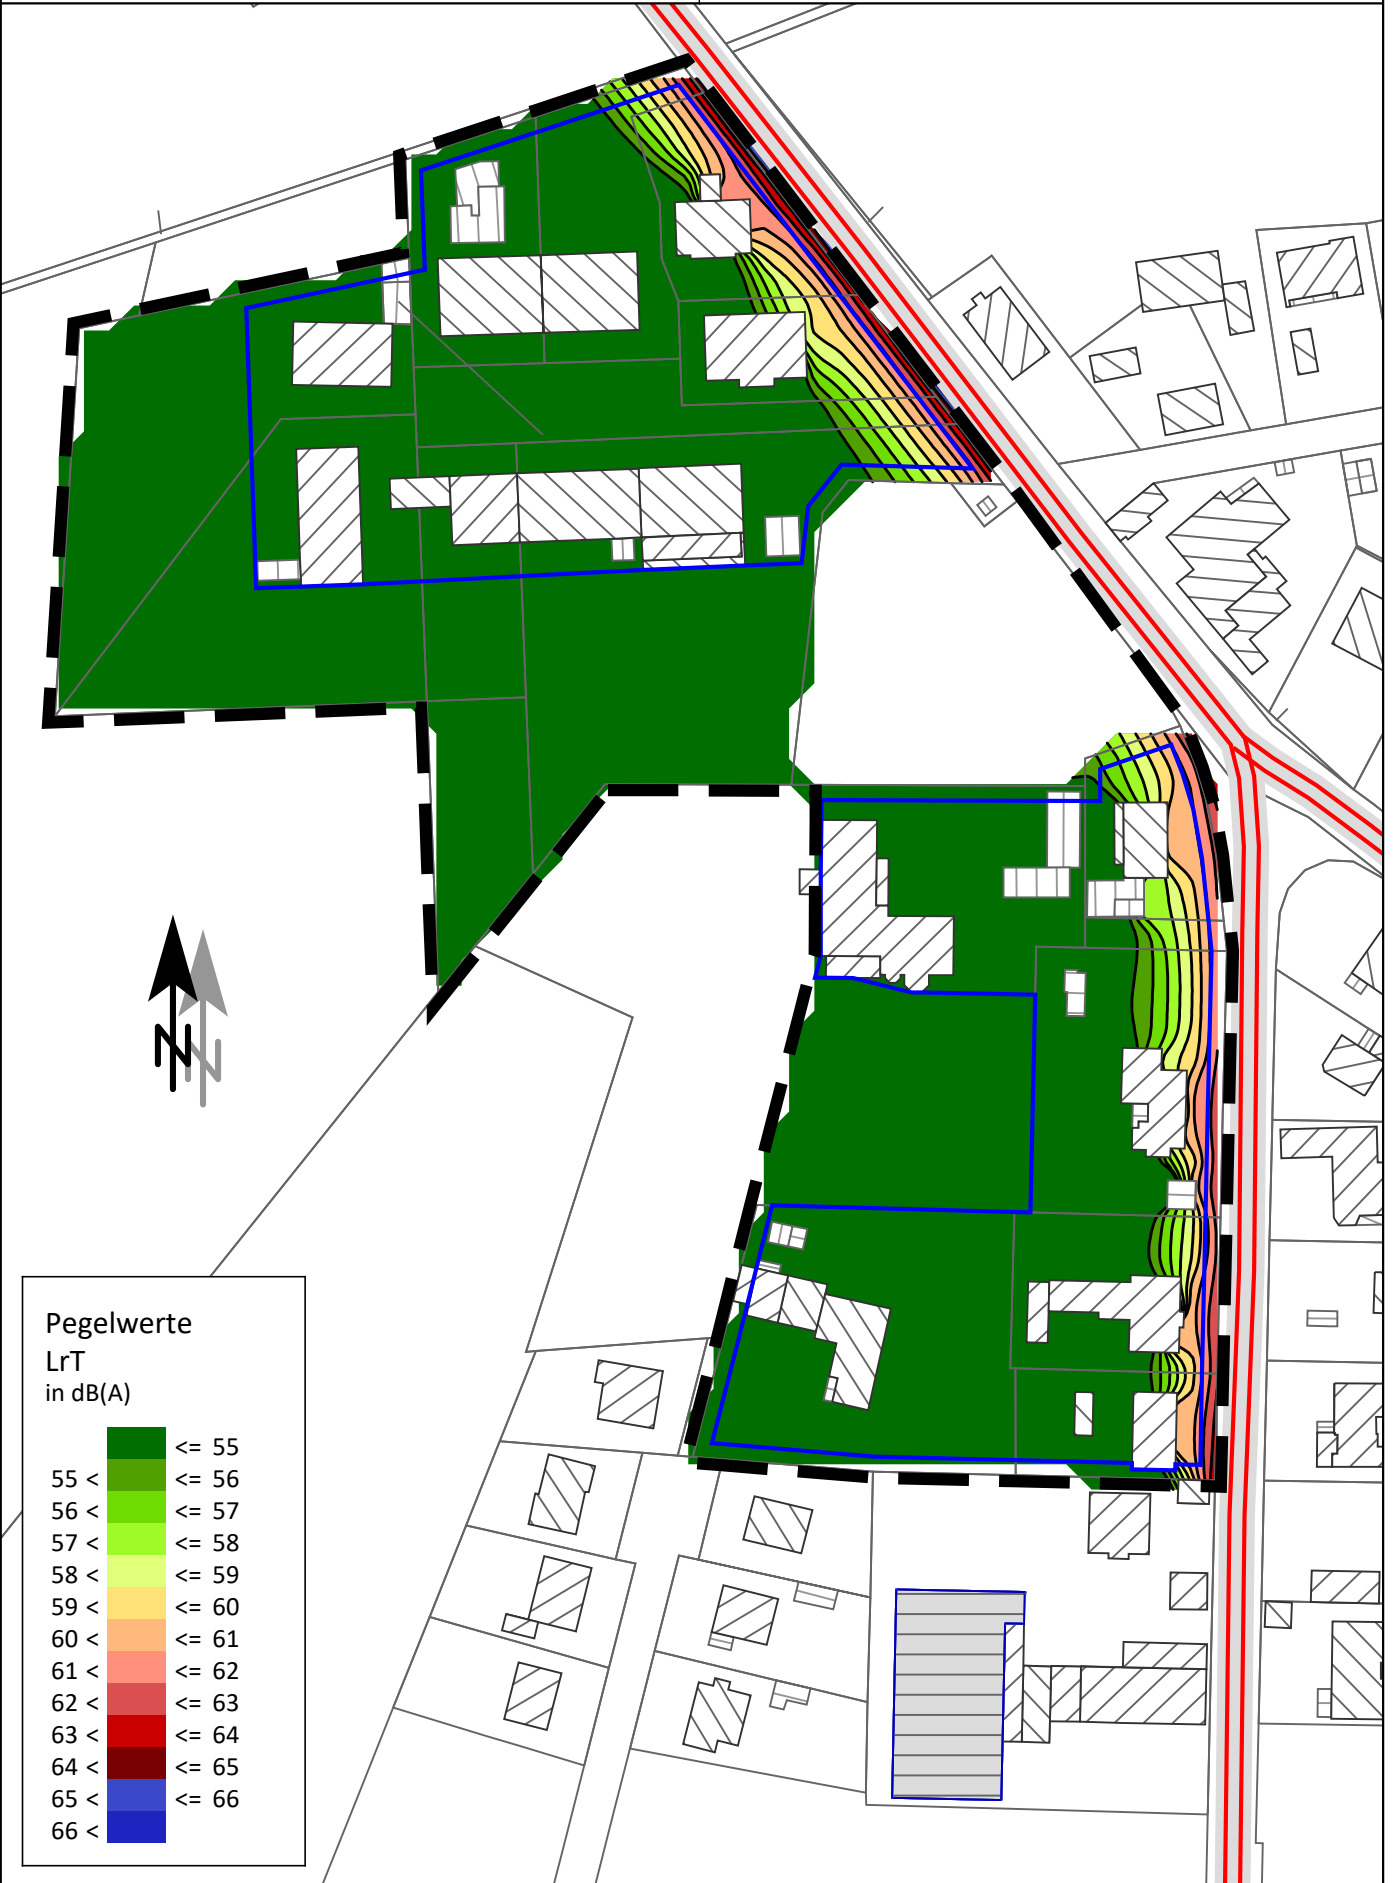 N N
Pegelwerte
LrT
in dB(A)
<= 55
55 < <= 56
56 < <= 57
57 < <= 58
58 < <= 59
59 < <= 60
60 < <= 61
61 < <= 62
62 < <= 63
63 < <= 64
64 < <= 65
65 < <= 66
66 <